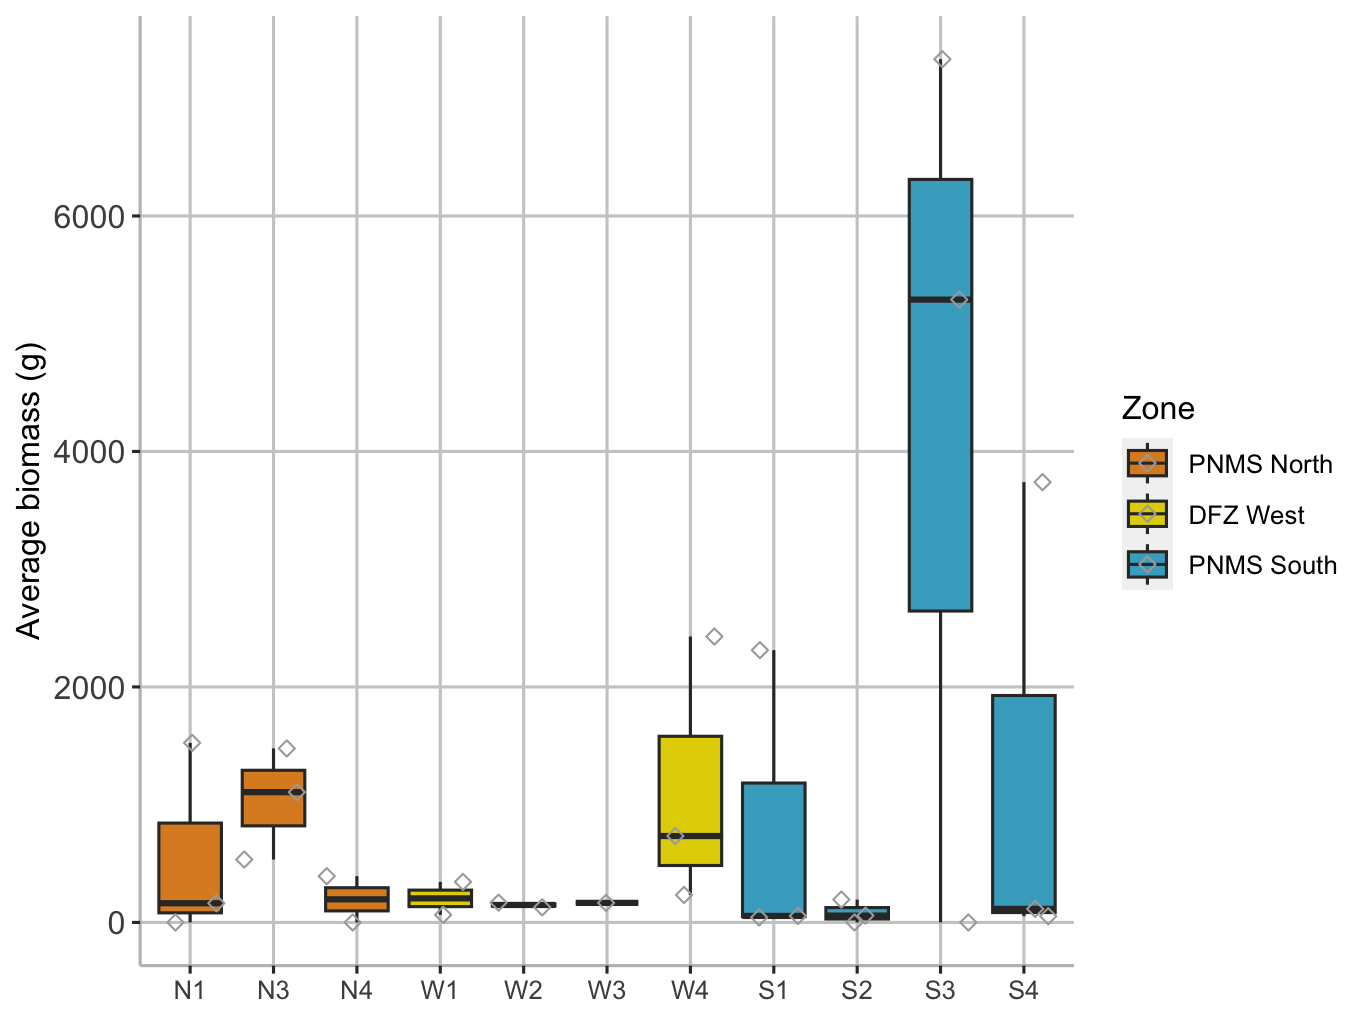 Average biomass (g)
6000
4000
2000
0
N1 N3 N4 W1 W2 W3 W4 S1 S2 S3 S4
Zone
PNMS North
DFZ West
PNMS South